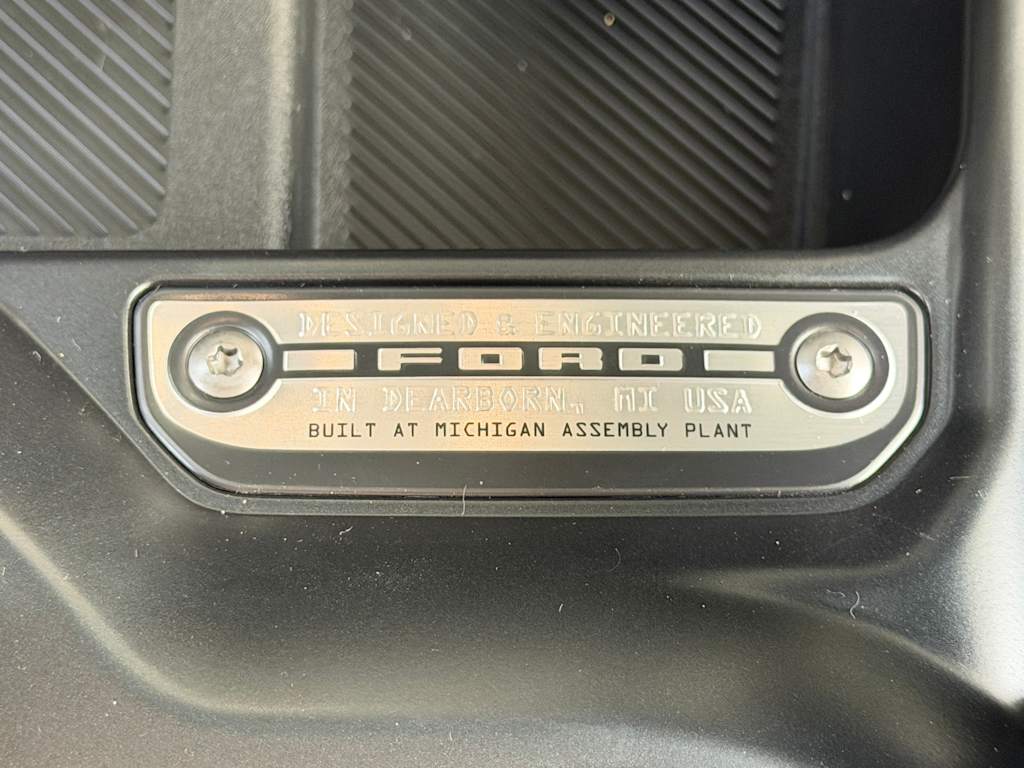 DESIGNED & ENGINEERED
FORD
IN DEARBORN, MI USA
BUILT AT MICHIGAN ASSEMBLY PLANT